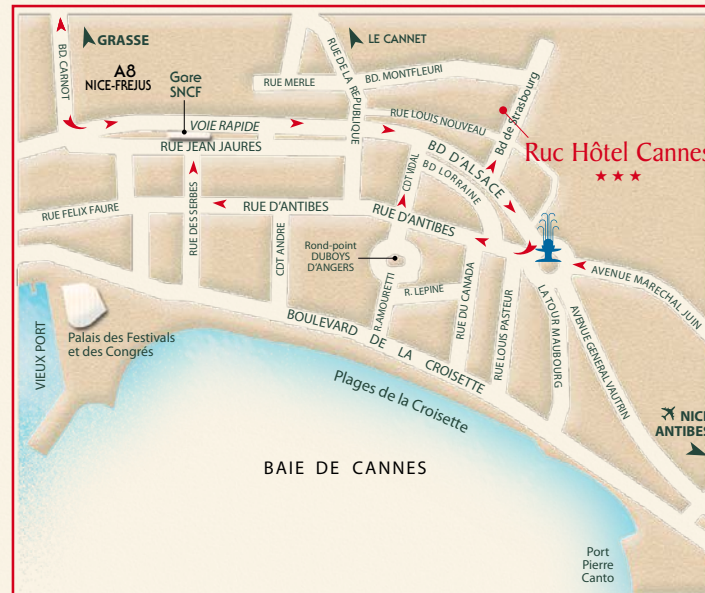 GRASSE
LE CANNET
BD. CARNOT
A8
NICE-FREJUS
Gare
SNCF
RUE DE LA REPUBLIQUE
RUE MERLE
BD. MONTFLEURI
Bd de Strasbourg
RUE LOUIS NOUVEAU
VOIE RAPIDE
RUE JEAN JAURES
Ruc Hôtel Cannes
★★★
BD D'ALSACE
BD LORRAINE
CDT VIDAL
RUE FELIX FAURE
RUE DES SERBES
RUE D'ANTIBES
RUE D'ANTIBES
CDT ANDRE
Rond-point
DUBOYS
D'ANGERS
AVENUE MARECHAL JUIN
R. AMOURETTI
R. LEPINE
RUE DU CANADA
RUE LOUIS PASTEUR
LA TOUR MAUBOURG
AVENUE GENERAL VAUTRIN
VIEUX PORT
Palais des Festivals
et des Congrés
BOULEVARD DE LA CROISETTE
Plages de la Croisette
NICE
ANTIBES
BAIE DE CANNES
Port
Pierre
Canto